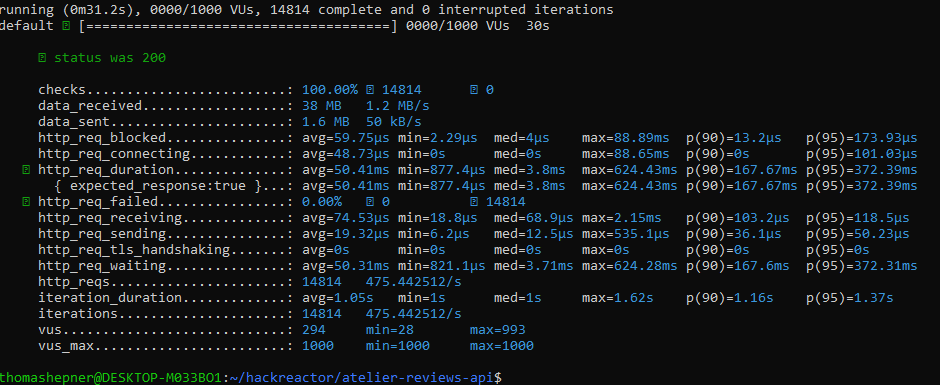 running (0m31.2s), 0000/1000 VUs, 14814 complete and 0 interrupted iterations
default [======================================] 0000/1000 VUs  30s
status was 200
checks.........................: 100.00% 14814 0
data_received..................: 38 MB   1.2 MB/s
data_sent......................: 1.6 MB  50 kB/s
http_req_blocked...............: avg=59.75µs min=2.29µs  med=4µs     max=88.89ms  p(90)=13.2µs   p(95)=173.93µs
http_req_connecting............: avg=48.73µs min=0s      med=0s      max=88.65ms  p(90)=0s       p(95)=101.03µs
http_req_duration..............: avg=50.41ms min=877.4µs med=3.8ms   max=624.43ms p(90)=167.67ms p(95)=372.39ms
{ expected_response:true }...: avg=50.41ms min=877.4µs med=3.8ms   max=624.43ms p(90)=167.67ms p(95)=372.39ms
http_req_failed................: 0.00%   0 14814
http_req_receiving.............: avg=74.53µs min=18.8µs  med=68.9µs  max=2.15ms   p(90)=103.2µs  p(95)=118.5µs
http_req_sending...............: avg=19.32µs min=6.2µs   med=12.5µs  max=535.1µs  p(90)=36.1µs   p(95)=50.23µs
http_req_tls_handshaking.......: avg=0s      min=0s      med=0s      max=0s       p(90)=0s       p(95)=0s
http_req_waiting...............: avg=50.31ms min=821.1µs med=3.71ms  max=624.28ms p(90)=167.6ms  p(95)=372.31ms
http_reqs......................: 14814   475.442512/s
iteration_duration.............: avg=1.05s   min=1s      med=1s      max=1.62s    p(90)=1.16s    p(95)=1.37s
iterations.....................: 14814   475.442512/s
vus............................: 294     min=28      max=993
vus_max........................: 1000    min=1000    max=1000
thomashepner@DESKTOP-M033BO1:~/hackreactor/atelier-reviews-api$